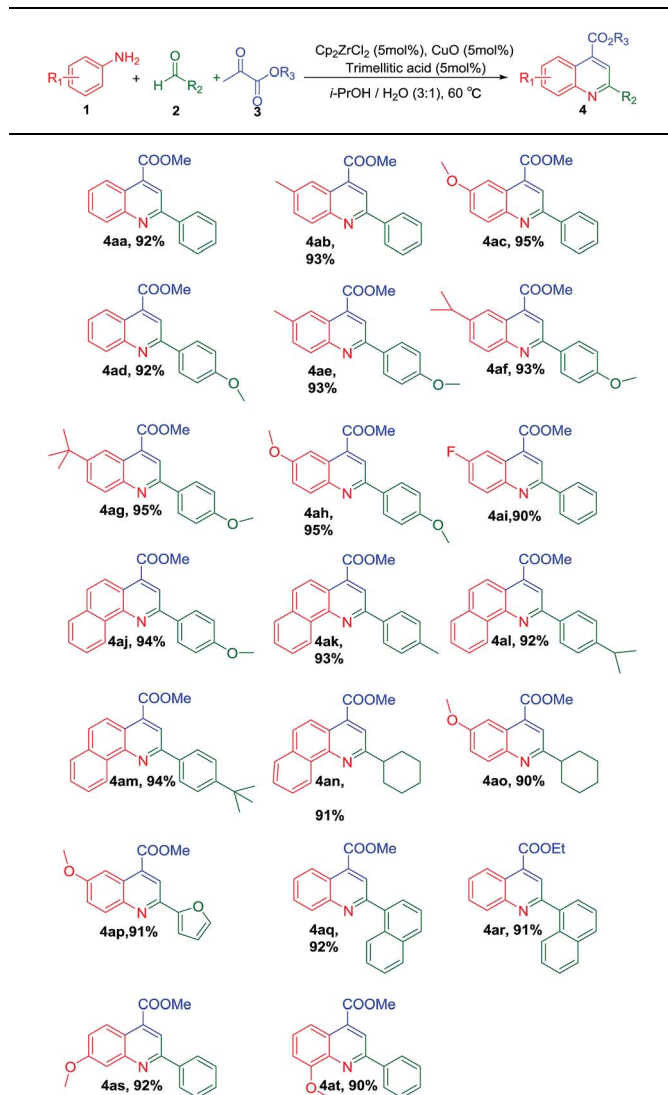 Cp2ZrCl2 (5mol%), CuO (5mol%)
Trimellitic acid (5mol%)
i-PrOH / H2O (3:1), 60 °C
R1 NH2 + H O R2 + O O OR3 CO2R3 R1 N R2
1 2 3 4
COOMe N 4aa, 92%
COOMe N 4ab, 93%
O COOMe N 4ac, 95%
COOMe N O 4ad, 92%
COOMe N O 4ae, 93%
COOMe N O 4af, 93%
COOMe N O 4ag, 95%
O COOMe N O 4ah, 95%
F COOMe N 4ai,90%
COOMe N O 4aj, 94%
COOMe N 4ak, 93%
COOMe N 4al, 92%
COOMe N 4am, 94%
COOMe N 4an, 91%
O COOMe N 4ao, 90%
O COOMe N O 4ap,91%
COOMe N 4aq, 92%
COOEt N 4ar, 91%
COOMe O N 4as, 92%
COOMe N O 4at, 90%